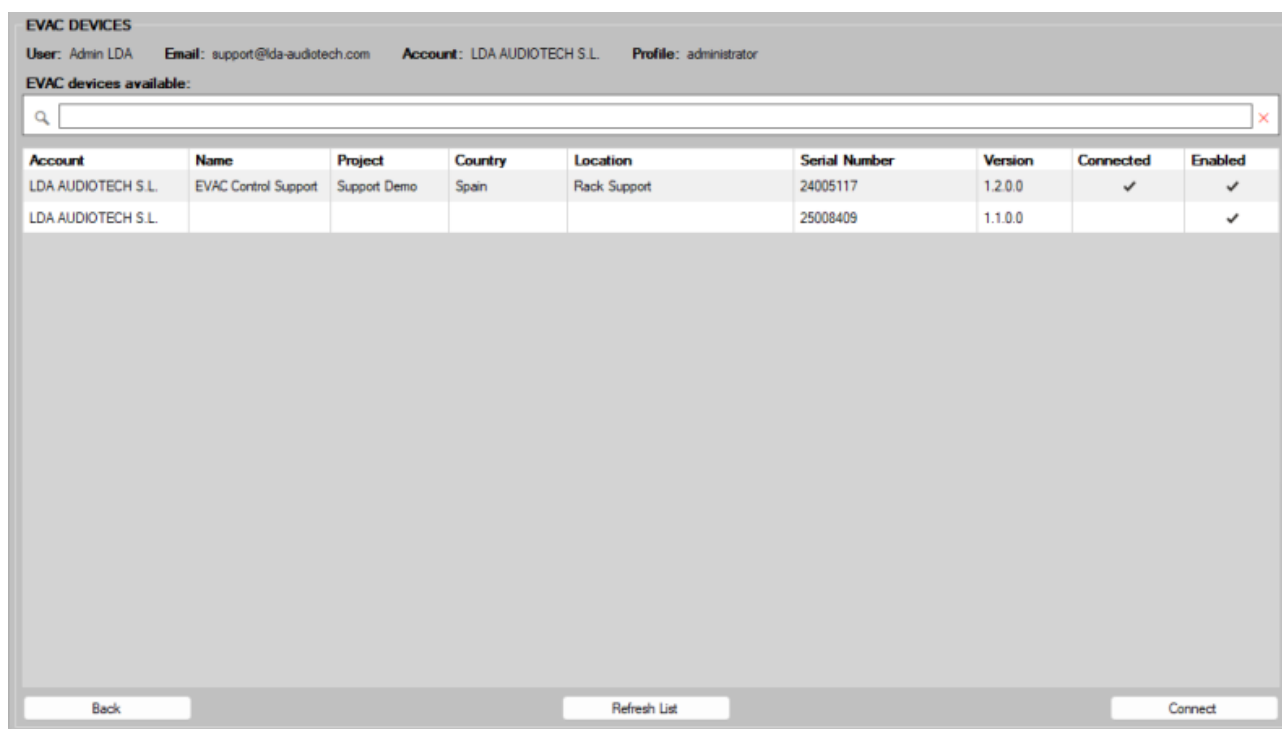 EVAC DEVICES
User: Admin LDA Email: support@lda-audiotech.com Account: LDA AUDIOTECH S.L. Profile: administrator
EVAC devices available:
Account Name Project Country Location Serial Number Version Connected Enabled
LDA AUDIOTECH S.L. EVAC Control Support Support Demo Spain Rack Support 24005117 1.2.0.0 ✓ ✓
LDA AUDIOTECH S.L. 25008409 1.1.0.0 ✓
Back Refresh List Connect